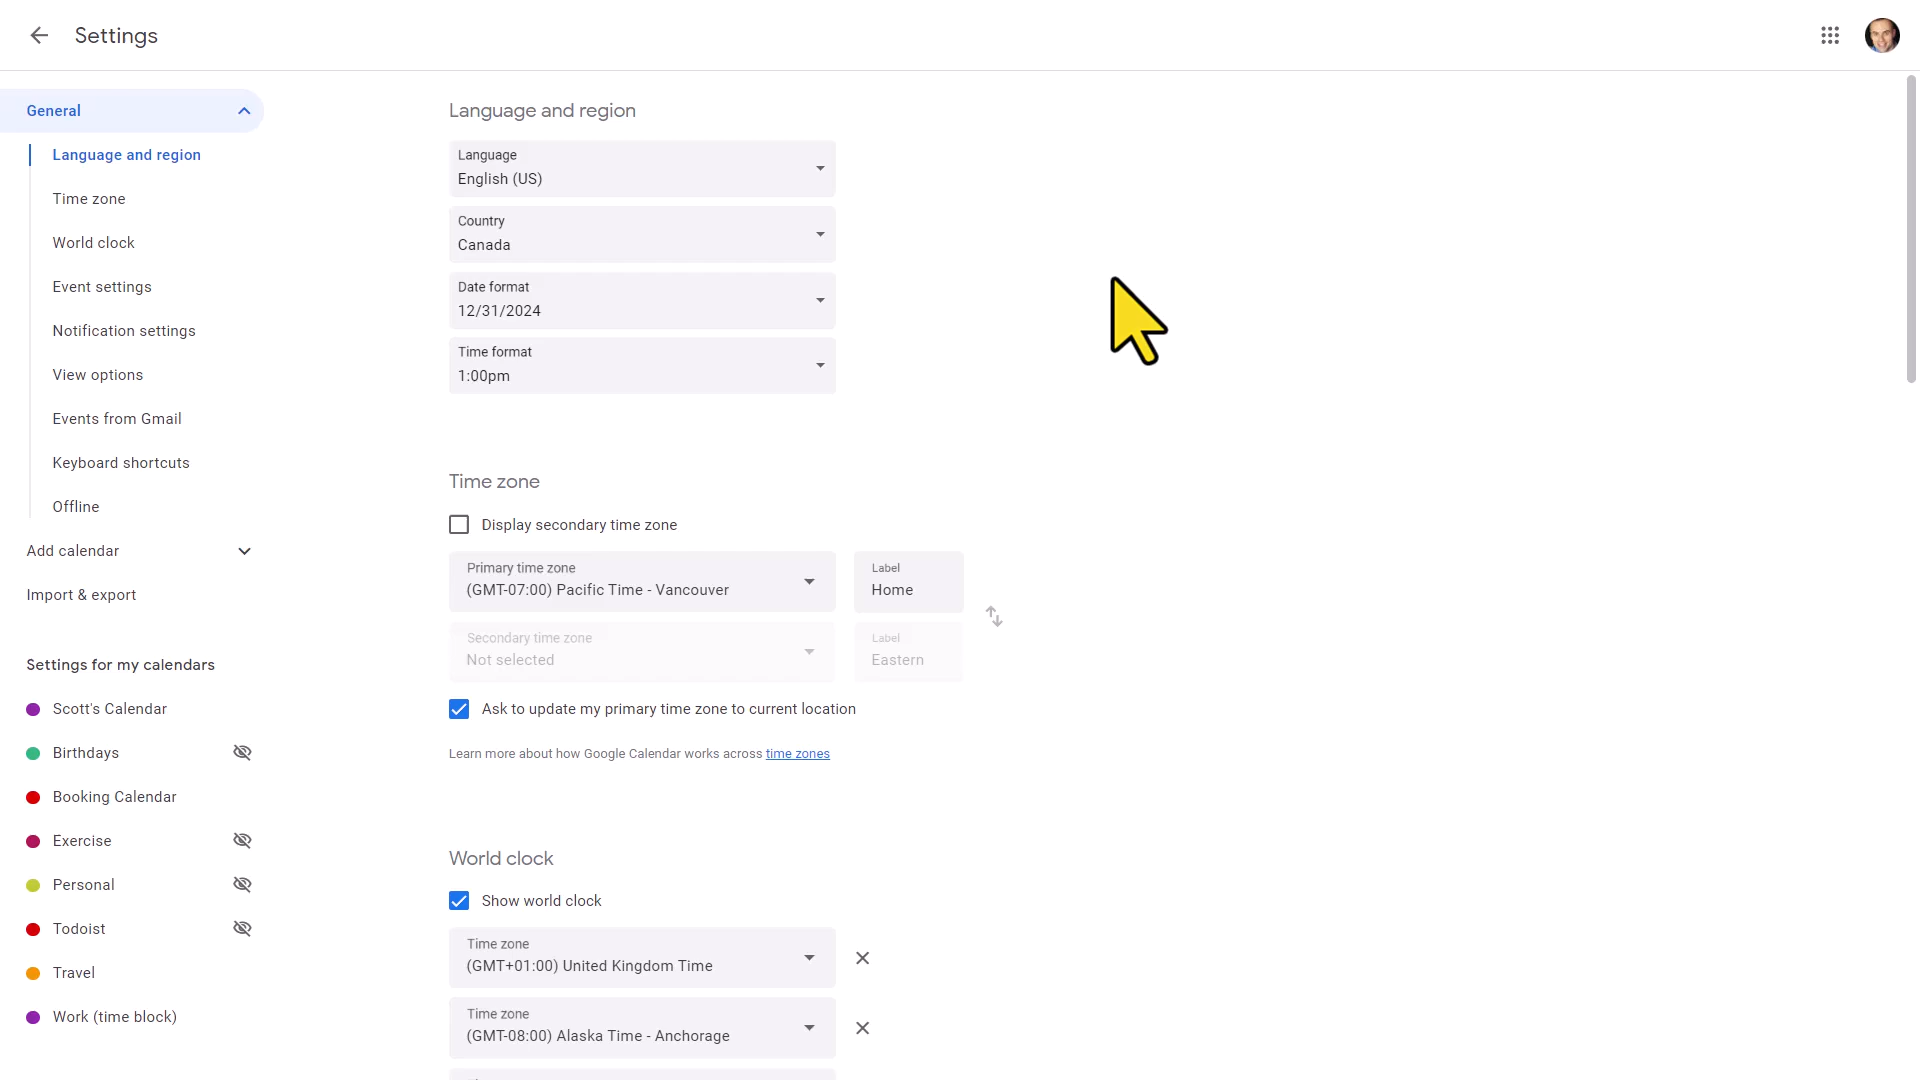 Settings
General
Language and region
Time zone
World clock
Event settings
Notification settings
View options
Events from Gmail
Keyboard shortcuts
Offline
Add calendar
Import & export
Settings for my calendars
Scott's Calendar
Birthdays
Booking Calendar
Exercise
Personal
Todoist
Travel
Work (time block)
Language and region
Language
English (US)
Country
Canada
Date format
12/31/2024
Time format
1:00pm
Time zone
Display secondary time zone
Primary time zone
(GMT-07:00) Pacific Time - Vancouver
Label
Home
Secondary time zone
Not selected
Label
Eastern
Ask to update my primary time zone to current location
Learn more about how Google Calendar works across time zones
World clock
Show world clock
Time zone
(GMT+01:00) United Kingdom Time
Time zone
(GMT-08:00) Alaska Time - Anchorage